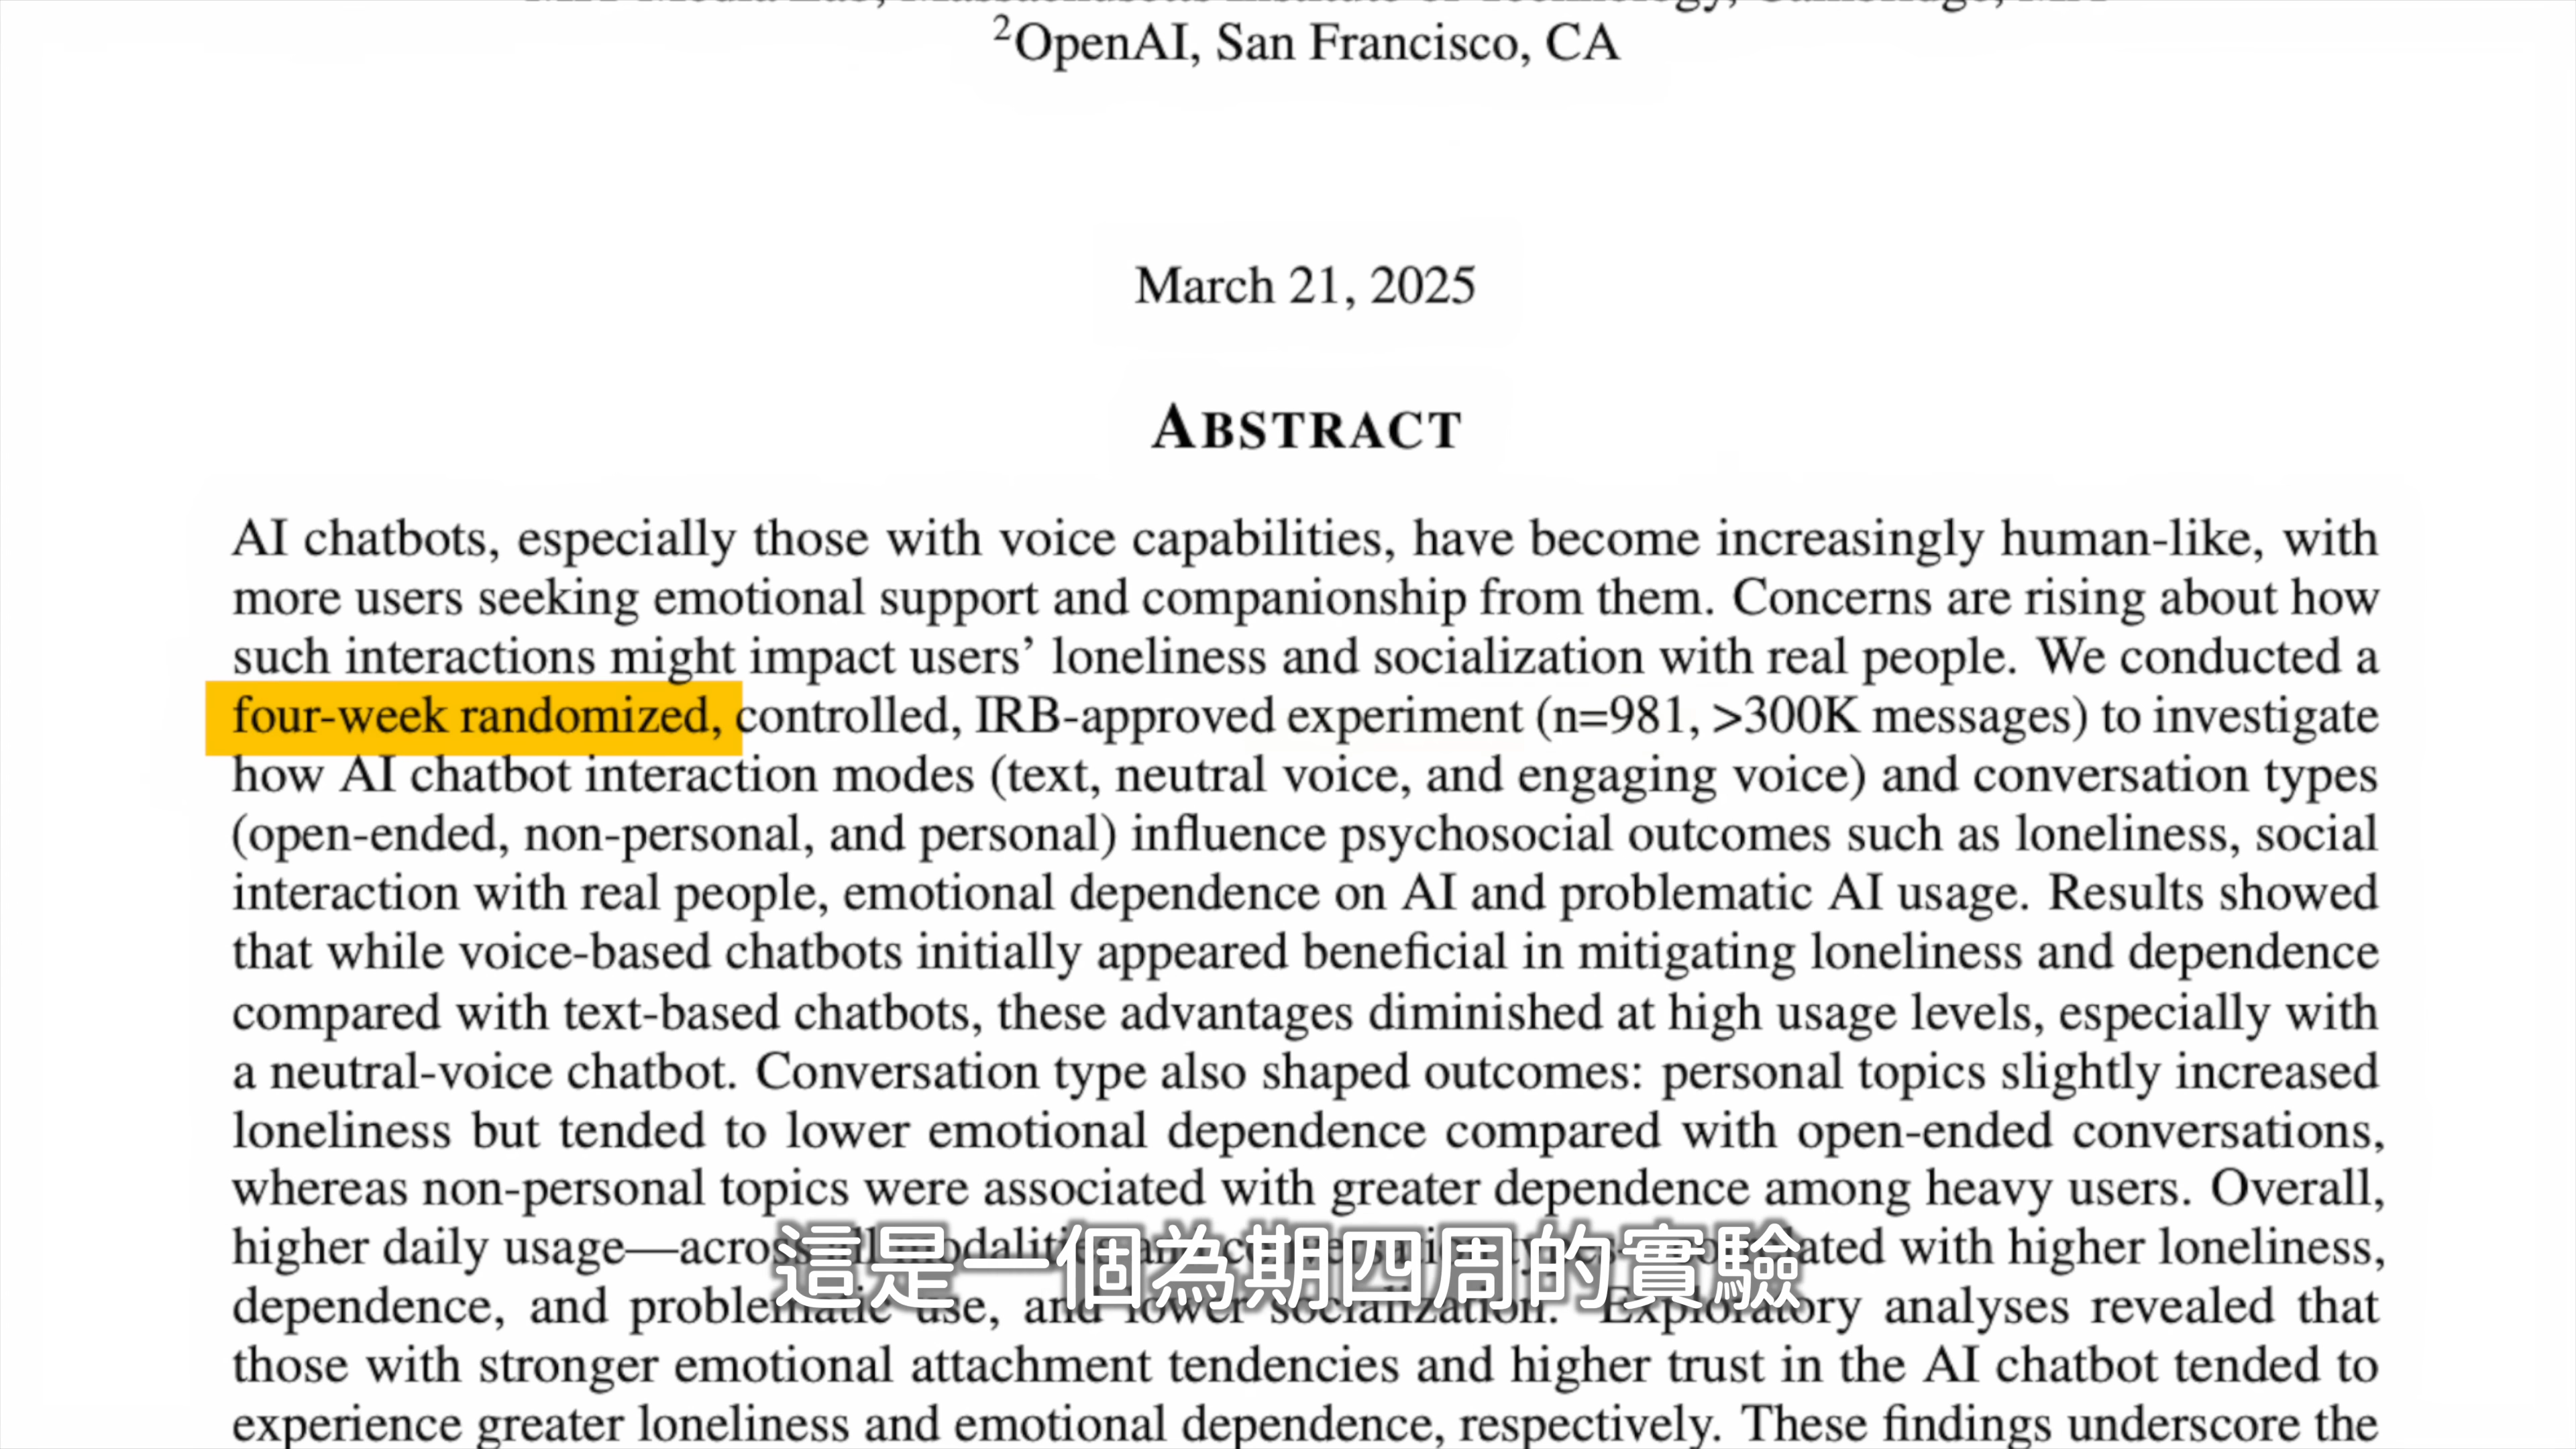 ²OpenAI, San Francisco, CA
March 21, 2025
ABSTRACT
AI chatbots, especially those with voice capabilities, have become increasingly human-like, with
more users seeking emotional support and companionship from them. Concerns are rising about how
such interactions might impact users’ loneliness and socialization with real people. We conducted a
four-week randomized, controlled, IRB-approved experiment (n=981, >300K messages) to investigate
how AI chatbot interaction modes (text, neutral voice, and engaging voice) and conversation types
(open-ended, non-personal, and personal) influence psychosocial outcomes such as loneliness, social
interaction with real people, emotional dependence on AI and problematic AI usage. Results showed
that while voice-based chatbots initially appeared beneficial in mitigating loneliness and dependence
compared with text-based chatbots, these advantages diminished at high usage levels, especially with
a neutral-voice chatbot. Conversation type also shaped outcomes: personal topics slightly increased
loneliness but tended to lower emotional dependence compared with open-ended conversations,
whereas non-personal topics were associated with greater dependence among heavy users. Overall,
higher daily usage—across with higher loneliness,
dependence, and problematic use, and lower socialization. Exploratory analyses revealed that
those with stronger emotional attachment tendencies and higher trust in the AI chatbot tended to
experience greater loneliness and emotional dependence, respectively. These findings underscore the
這是一個為期四周的實驗